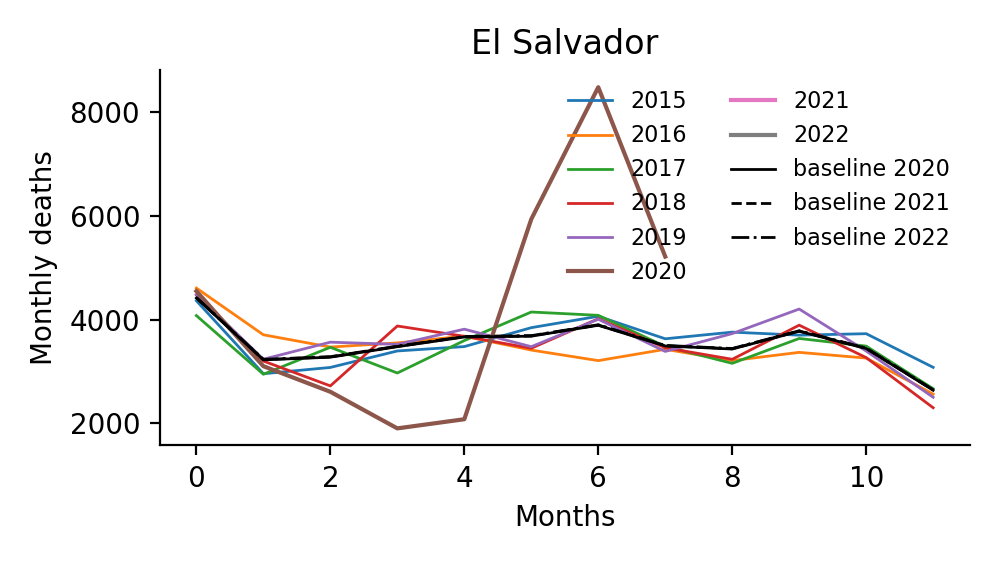 El Salvador
Monthly deaths
8000
6000
4000
2000
0 2 4 6 8 10
Months
2015
2016
2017
2018
2019
2020
2021
2022
baseline 2020
baseline 2021
baseline 2022